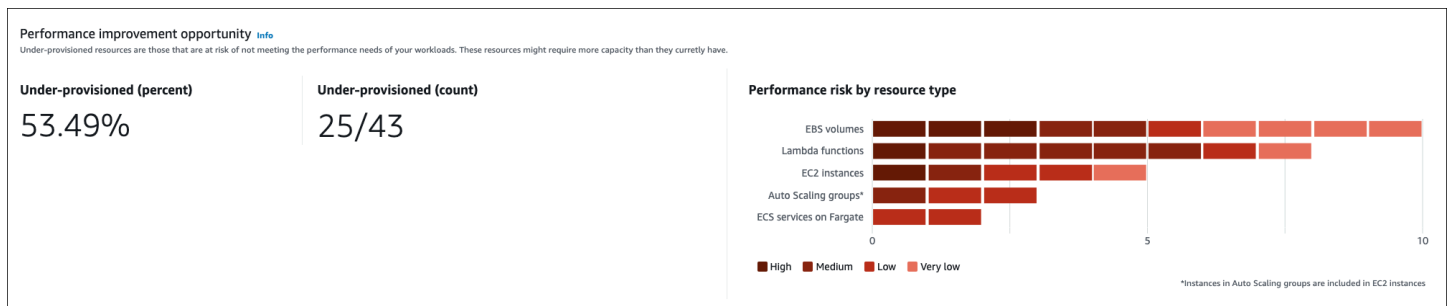 Performance improvement opportunity Info
Under-provisioned resources are those that are at risk of not meeting the performance needs of your workloads. These resources might require more capacity than they curretly have.
Under-provisioned (percent)
53.49%
Under-provisioned (count)
25/43
Performance risk by resource type
EBS volumes
Lambda functions
EC2 instances
Auto Scaling groups*
ECS services on Fargate
0 5 10
High Medium Low Very low
*Instances in Auto Scaling groups are included in EC2 instances